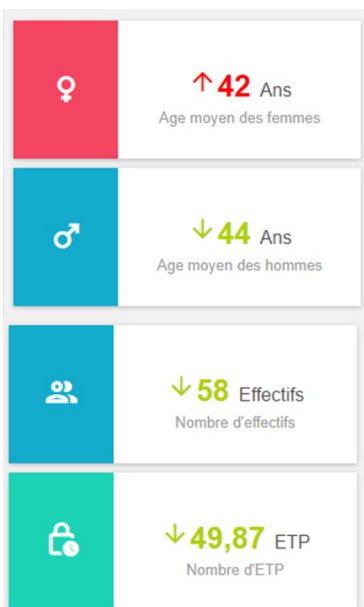 ↑42 Ans
Age moyen des femmes
↓44 Ans
Age moyen des hommes
↓58 Effectifs
Nombre d'effectifs
↓49,87 ETP
Nombre d'ETP